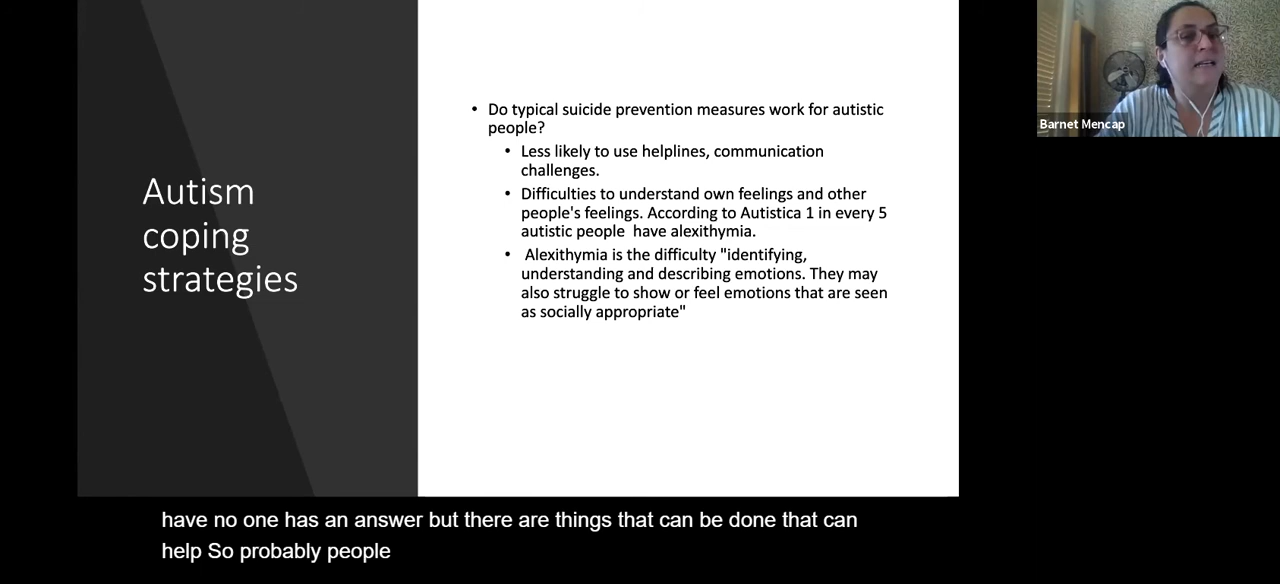 Autism
coping
strategies
• Do typical suicide prevention measures work for autistic
people?
• Less likely to use helplines, communication
challenges.
• Difficulties to understand own feelings and other
people's feelings. According to Autistica 1 in every 5
autistic people  have alexithymia.
•  Alexithymia is the difficulty "identifying,
understanding and describing emotions. They may
also struggle to show or feel emotions that are seen
as socially appropriate"
Barnet Mencap
have no one has an answer but there are things that can be done that can
help So probably people